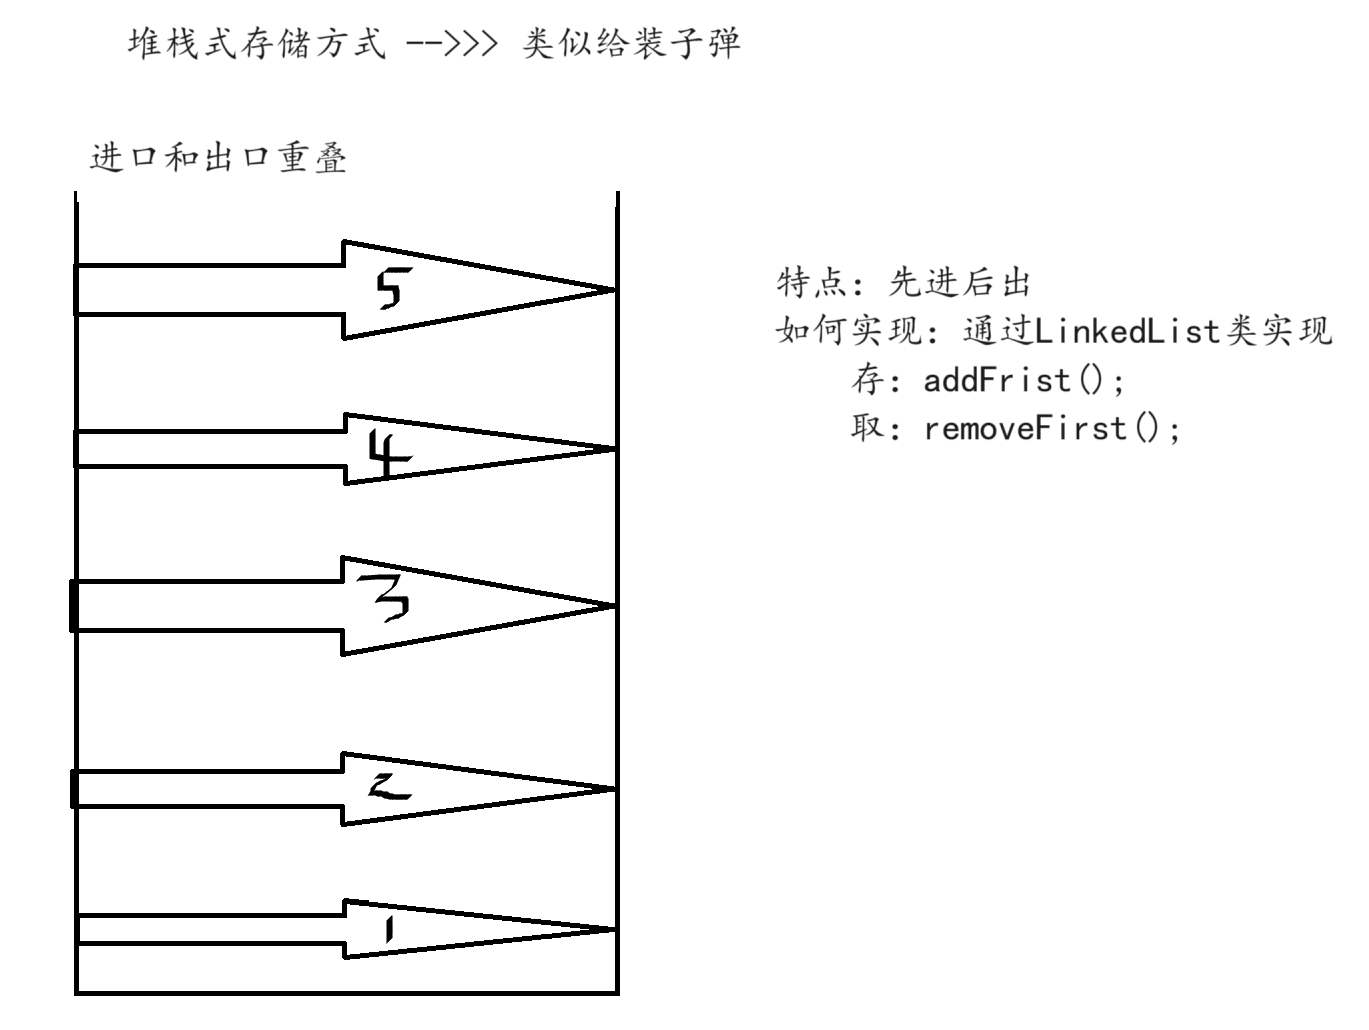 堆栈式存储方式 -->>> 类似给装子弹
进口和出口重叠
5
4
3
2
1
特点：先进后出
如何实现：通过LinkedList类实现
存：addFrist();
取：removeFirst();